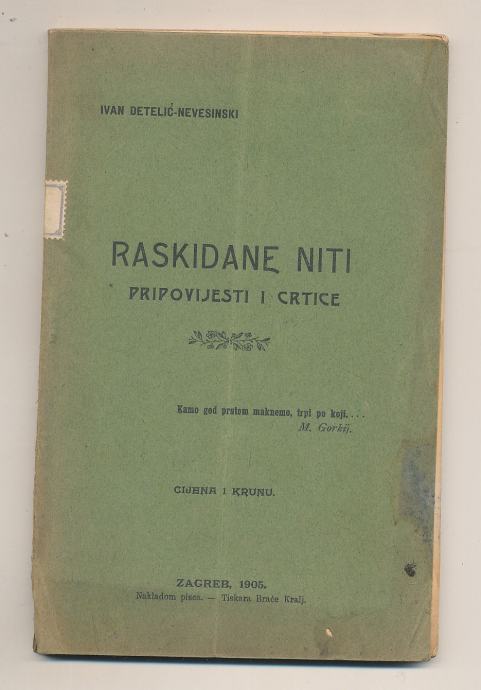 IVAN DETELIĆ-NEVESINSKI
RASKIDANE NITI
PRIPOVIJESTI I CRTICE
Kamo god prstom maknemo, trpi po koji....
M. Gorkij.
CIJENA 1 KRUNU.
ZAGREB, 1905.
Nakladom pisca. — Tiskara Braće Kralj.